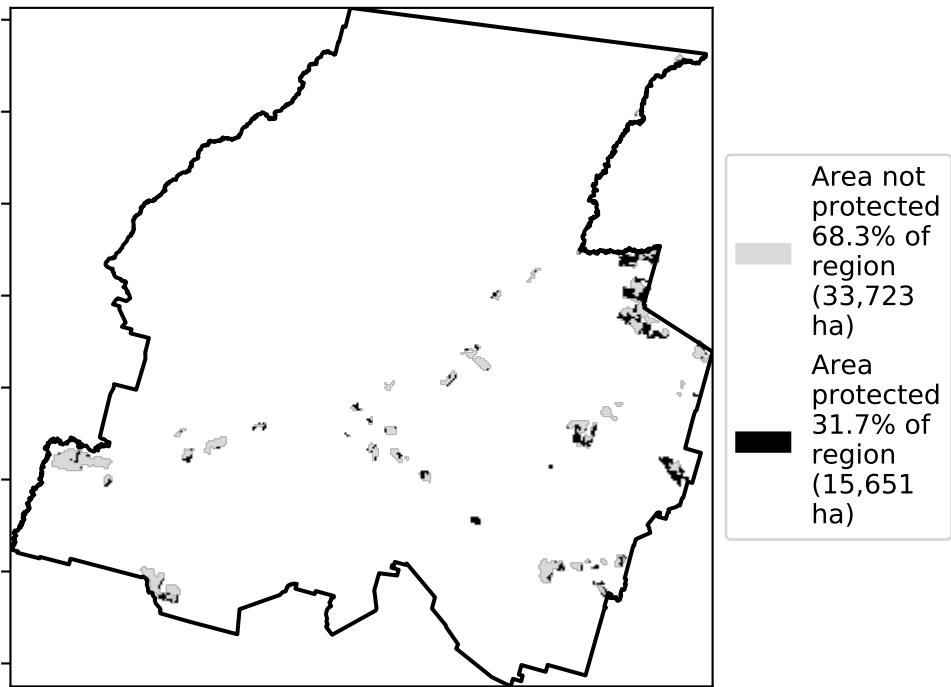 Area not
protected
68.3% of
region
(33,723
ha)
Area
protected
31.7% of
region
(15,651
ha)